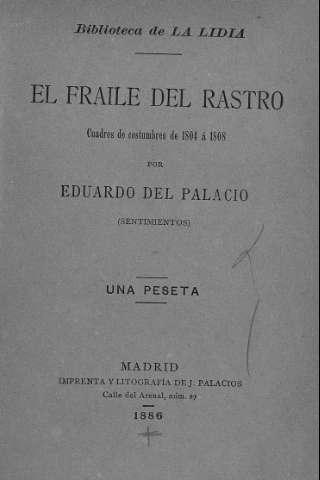 Biblioteca de LA LIDIA
EL FRAILE DEL RASTRO
Cuadros de costumbres de 1804 á 1808
POR
EDUARDO DEL PALACIO
(SENTIMIENTOS)
UNA PESETA
MADRID
IMPRENTA Y LITOGRAFÍA DE J. PALACIOS
Calle del Arenal, núm. 27
1886